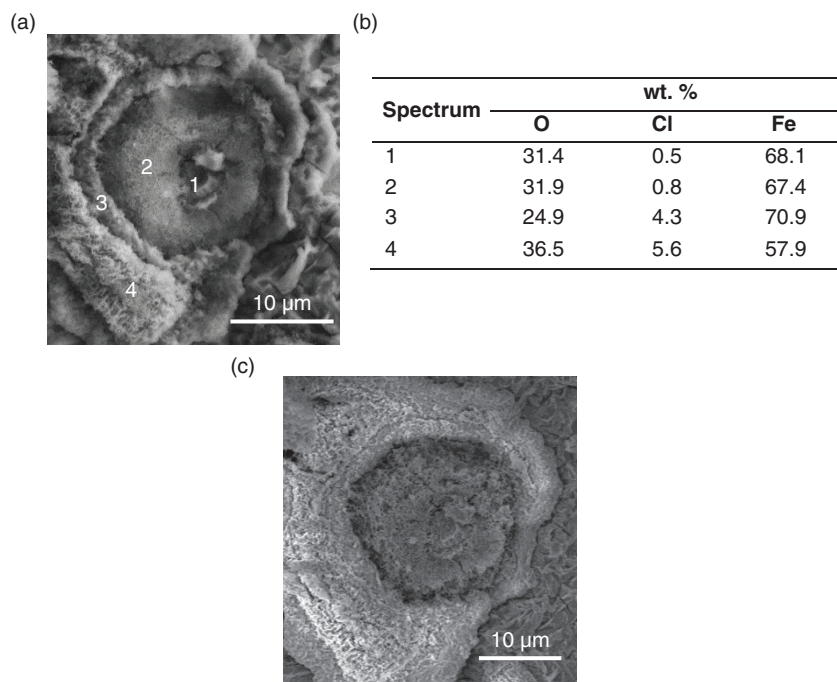 (a)
2
1
3
4
10 µm
(b)
Spectrum wt. %
O Cl Fe
1 31.4 0.5 68.1
2 31.9 0.8 67.4
3 24.9 4.3 70.9
4 36.5 5.6 57.9
(c)
10 µm